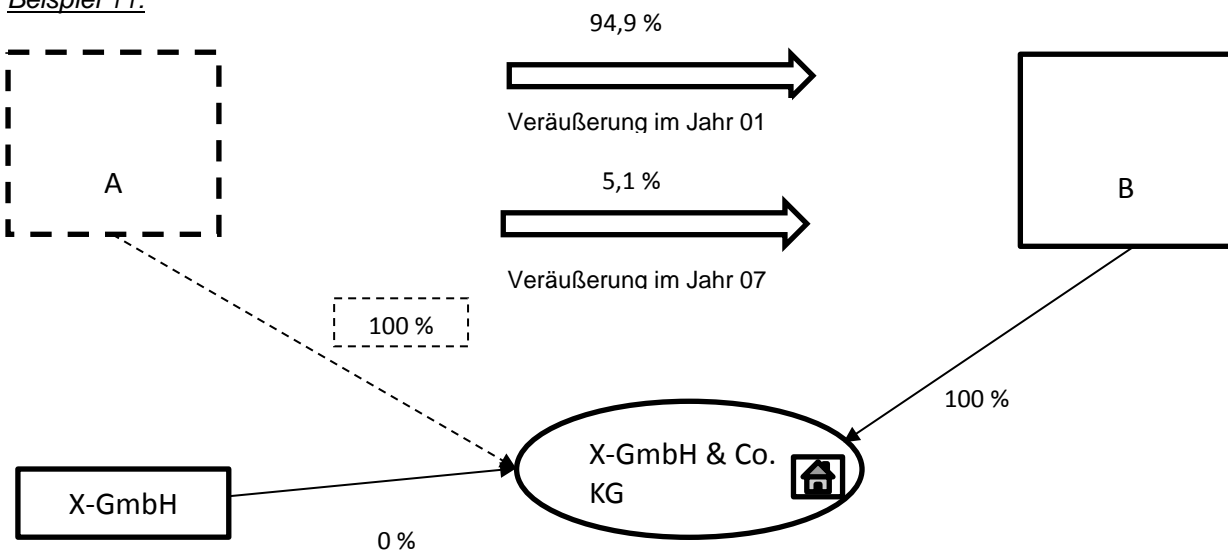 Beispiel 11:
94,9 %
Veräußerung im Jahr 01
A
5,1 %
B
Veräußerung im Jahr 07
100 %
100 %
X-GmbH & Co.
KG
X-GmbH
0 %